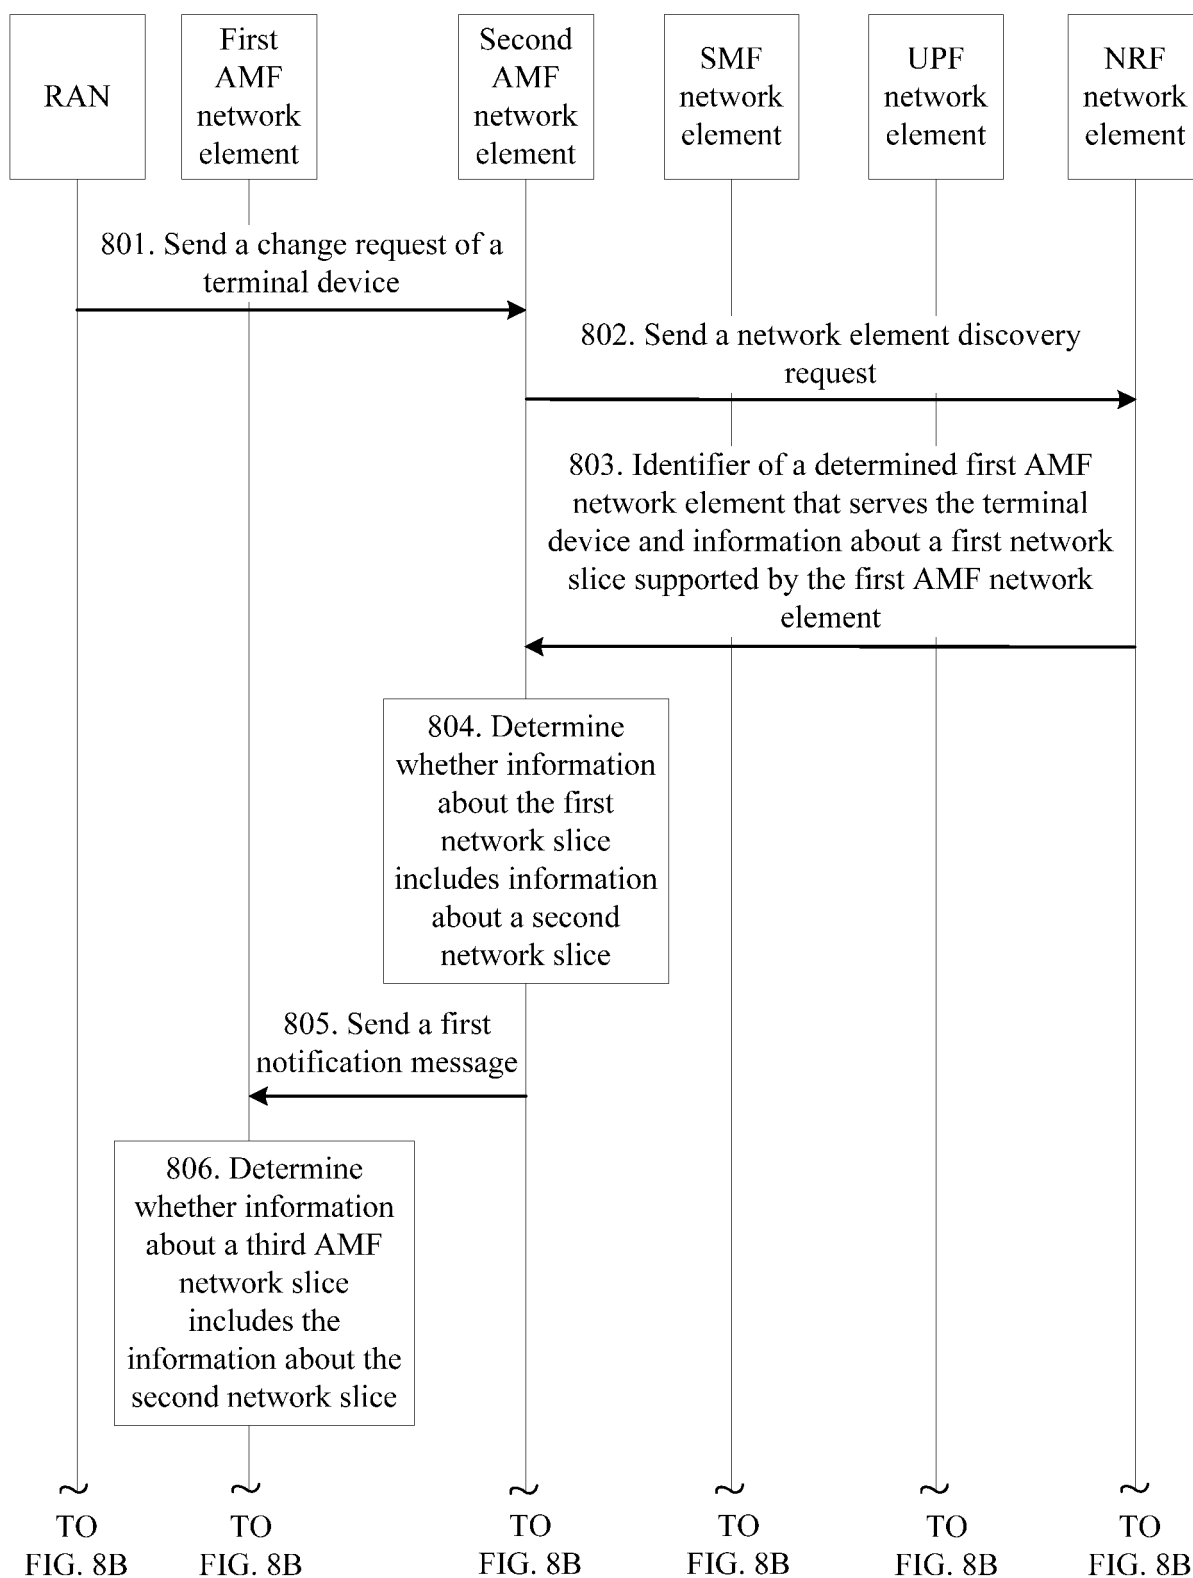 RAN
First
AMF
network
element
Second
AMF
network
element
SMF
network
element
UPF
network
element
NRF
network
element
801. Send a change request of a
terminal device
802. Send a network element discovery
request
803. Identifier of a determined first AMF
network element that serves the terminal
device and information about a first network
slice supported by the first AMF network
element
804. Determine
whether information
about the first
network slice
includes information
about a second
network slice
805. Send a first
notification message
806. Determine
whether information
about a third AMF
network slice
includes the
information about the
second network slice
TO
FIG. 8B
TO
FIG. 8B
TO
FIG. 8B
TO
FIG. 8B
TO
FIG. 8B
TO
FIG. 8B